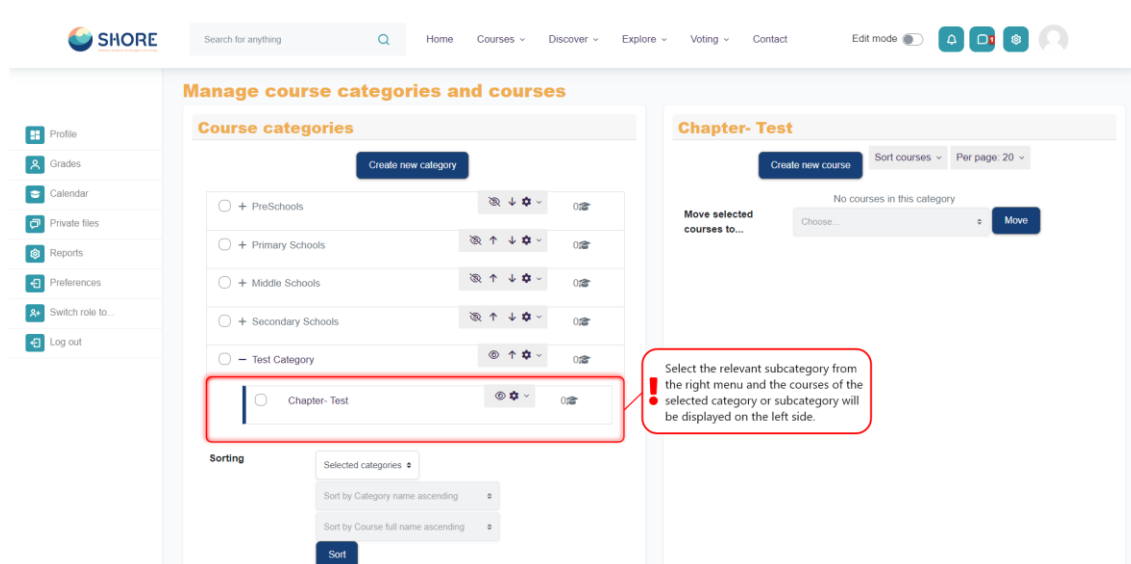 SHORE
Search for anything
Home Courses Discover Explore Voting Contact
Edit mode
Manage course categories and courses
Profile
Grades
Calendar
Private files
Reports
Preferences
Switch role to...
Log out
Course categories
Create new category
PreSchools 0
Primary Schools 0
Middle Schools 0
Secondary Schools 0
Test Category 0
Chapter- Test 0
Sorting
Selected categories
Sort by Category name ascending
Sort by Course full name ascending
Sort
Chapter- Test
Create new course Sort courses Per page: 20
No courses in this category
Move selected
courses to...
Choose...
Move
Select the relevant subcategory from
the right menu and the courses of the
selected category or subcategory will
be displayed on the left side.